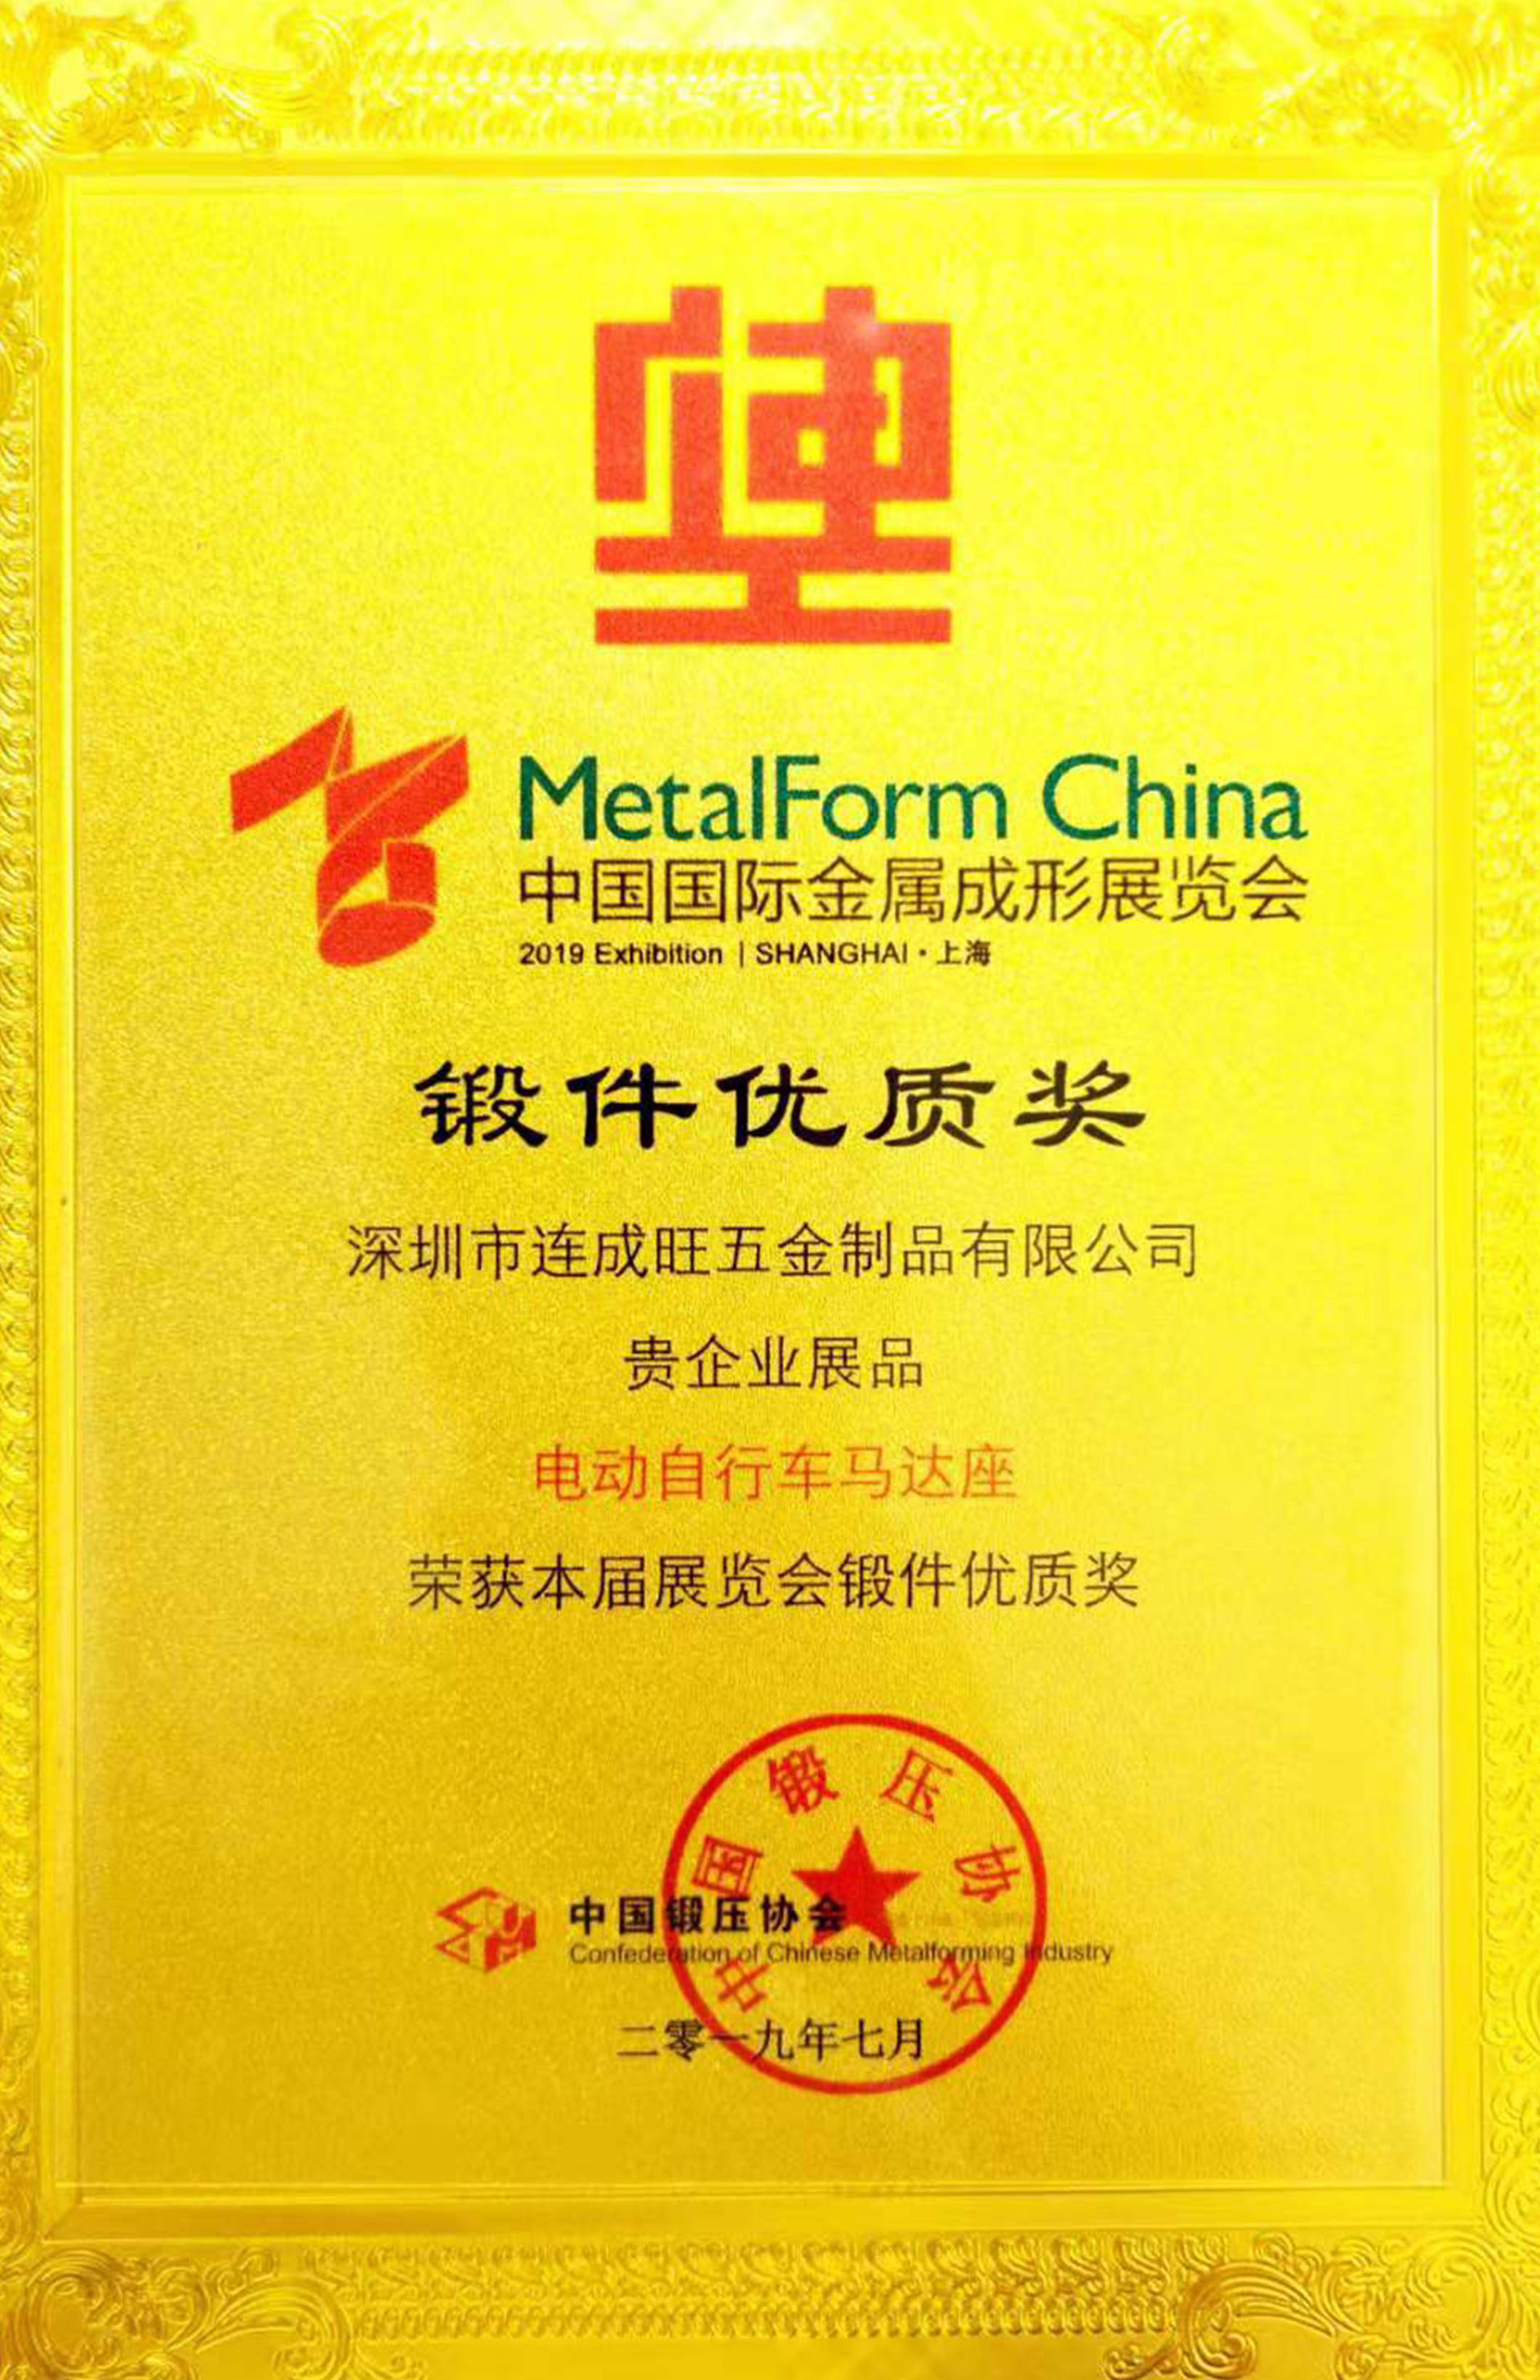 MetalForm China
中国国际金属成形展览会
2019 Exhibition | SHANGHAI · 上海
锻件优质奖
深圳市连成旺五金制品有限公司
贵企业展品
电动自行车马达座
荣获本届展览会锻件优质奖
中国锻压协会
中国锻压协会
Confederation of Chinese Metalforming Industry
二零一九年七月